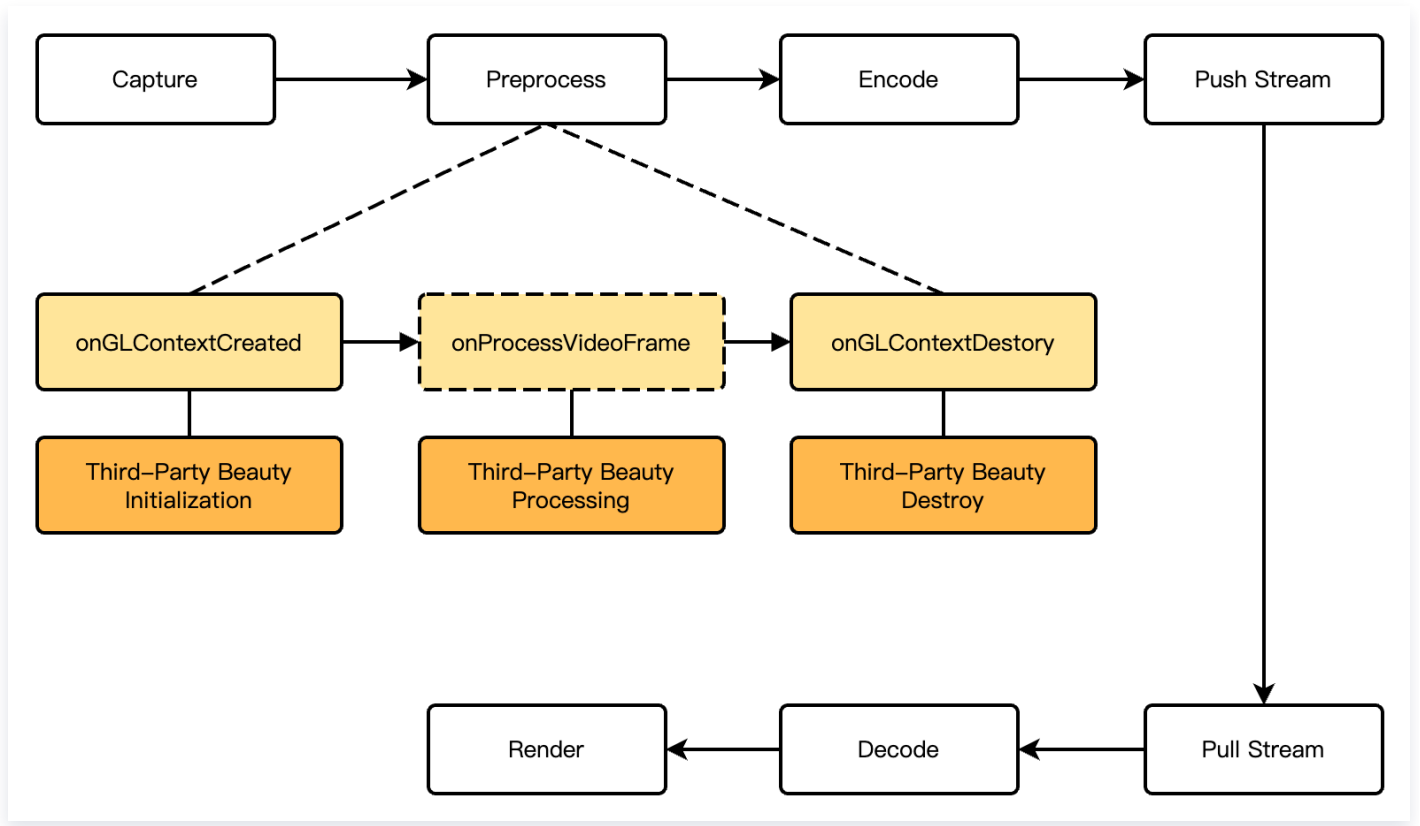 Capture
Preprocess
Encode
Push Stream
onGLContextCreated
onProcessVideoFrame
onGLContextDestory
Third-Party Beauty
Initialization
Third-Party Beauty
Processing
Third-Party Beauty
Destroy
Render
Decode
Pull Stream